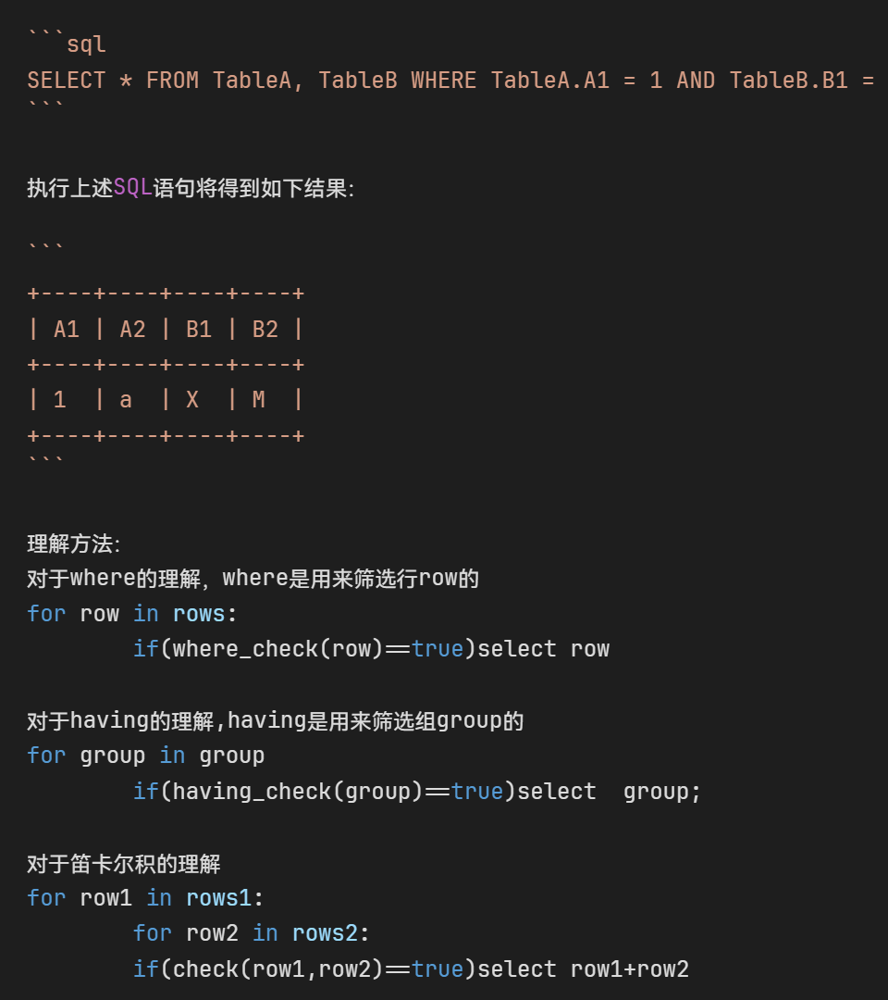 ```sql
SELECT * FROM TableA, TableB WHERE TableA.A1 = 1 AND TableB.B1 =
```
执行上述SQL语句将得到如下结果:
```
+----+----+----+----+
| A1 | A2 | B1 | B2 |
+----+----+----+----+
| 1  | a  | X  | M  |
+----+----+----+----+
```
理解方法:
对于where的理解，where是用来筛选行row的
for row in rows:
        if(where_check(row)==true)select row
对于having的理解,having是用来筛选组group的
for group in group
        if(having_check(group)==true)select  group;
对于笛卡尔积的理解
for row1 in rows1:
        for row2 in rows2:
        if(check(row1,row2)==true)select row1+row2